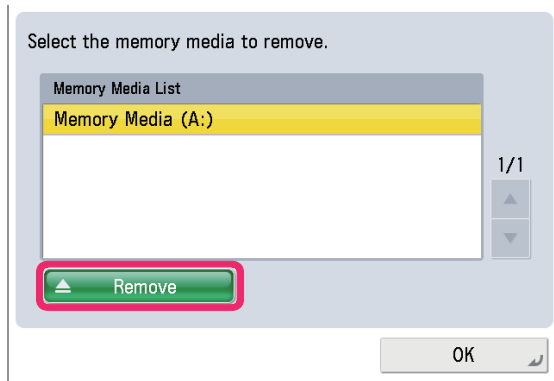 Select the memory media to remove.
Memory Media List
Memory Media (A:)
1/1
Remove
OK